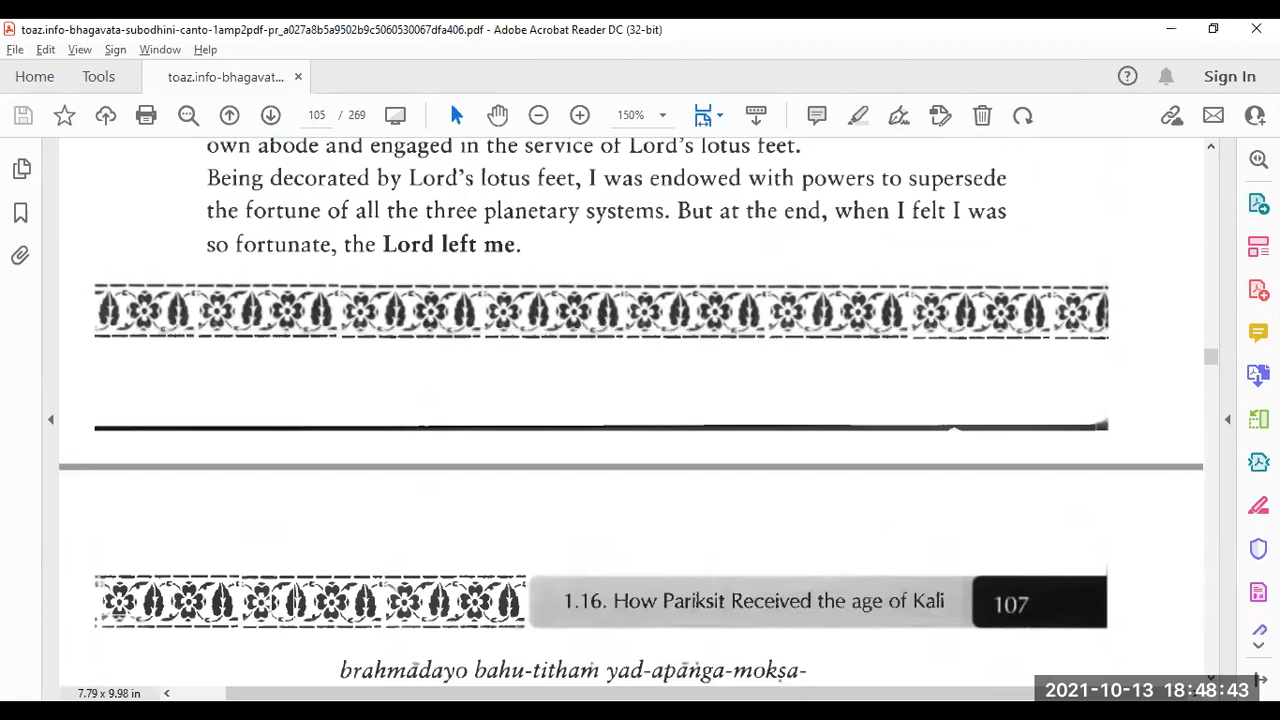 toaz.info-bhagavata-subodhini-canto-1amp2pdf-pr_a027a8b5a9502b9c5060530067dfa406.pdf - Adobe Acrobat Reader DC (32-bit)
File Edit View Sign Window Help
Home Tools toaz.info-bhagavat... × Sign In
105 / 269 150%
own abode and engaged in the service of Lord's lotus feet.
Being decorated by Lord's lotus feet, I was endowed with powers to supersede
the fortune of all the three planetary systems. But at the end, when I felt I was
so fortunate, the Lord left me.
1.16. How Pariksit Received the age of Kali 107
brahmādayo bahu-titham yad-apāṅga-mokṣa-
7.79 x 9.98 in
2021-10-13 18:48:43